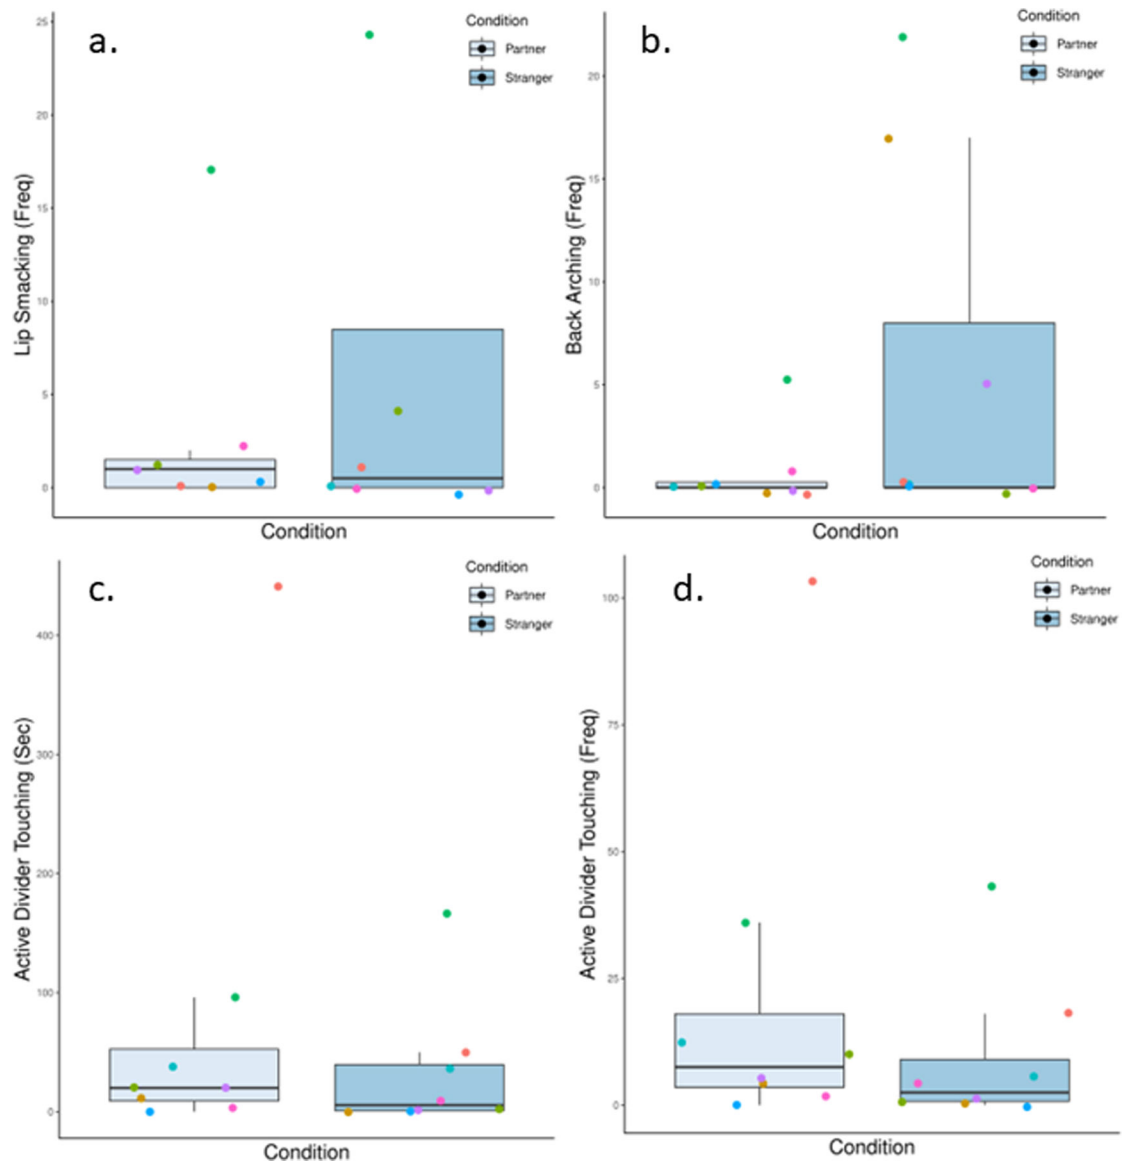 a.
Condition
Partner
Stranger
Lip Smacking (Freq)
25
20
15
10
5
0
Condition
b.
Condition
Partner
Stranger
Back Arching (Freq)
20
15
10
5
0
Condition
c.
Condition
Partner
Stranger
Active Divider Touching (Sec)
400
300
200
100
0
Condition
d.
Condition
Partner
Stranger
Active Divider Touching (Freq)
100
75
50
25
0
Condition